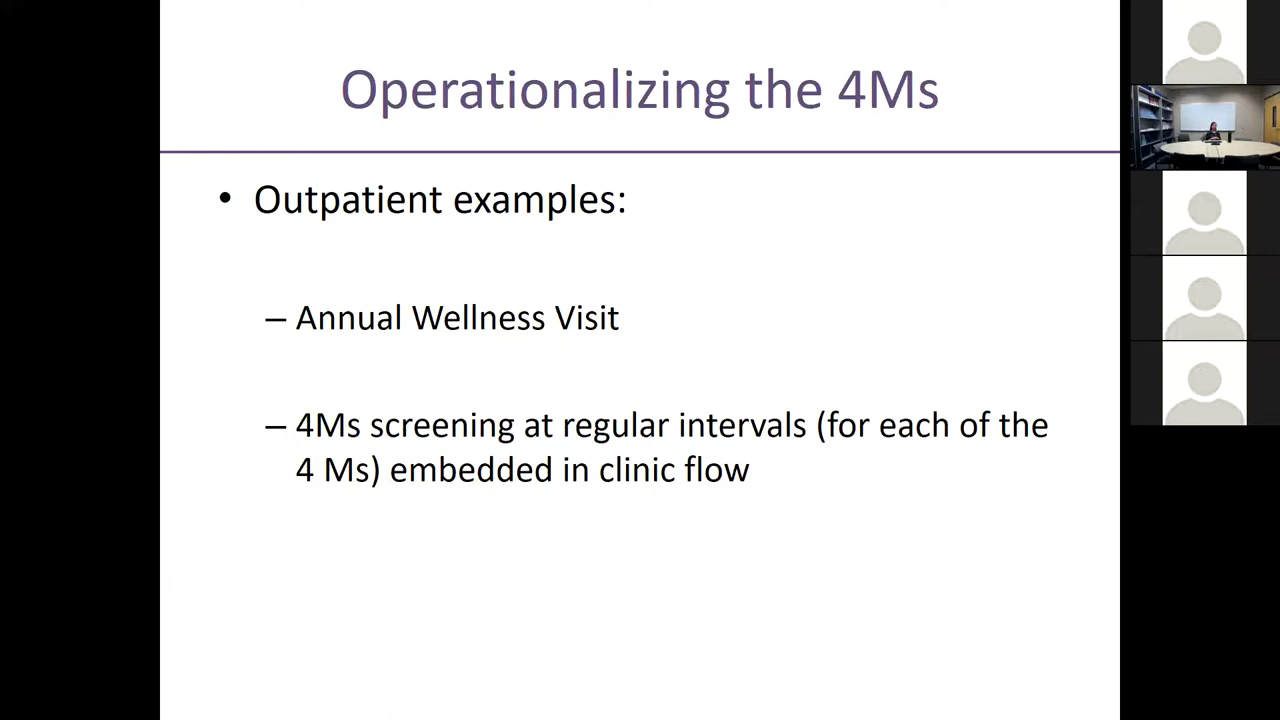 Operationalizing the 4Ms
• Outpatient examples:
– Annual Wellness Visit
– 4Ms screening at regular intervals (for each of the
4 Ms) embedded in clinic flow